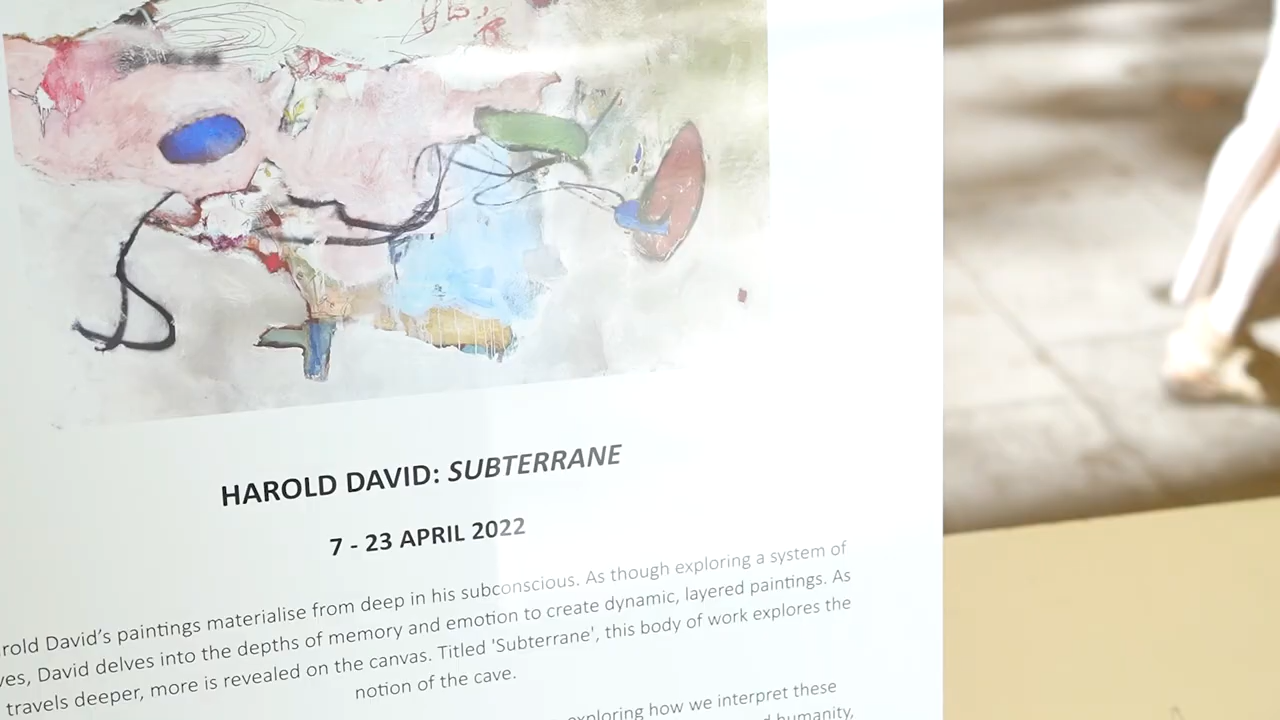 HAROLD DAVID: SUBTERRANE
7 - 23 APRIL 2022
rold David's paintings materialise from deep in his subconscious. As though exploring a system of
ves, David delves into the depths of memory and emotion to create dynamic, layered paintings. As
travels deeper, more is revealed on the canvas. Titled 'Subterrane', this body of work explores the
notion of the cave.
exploring how we interpret these
humanity,